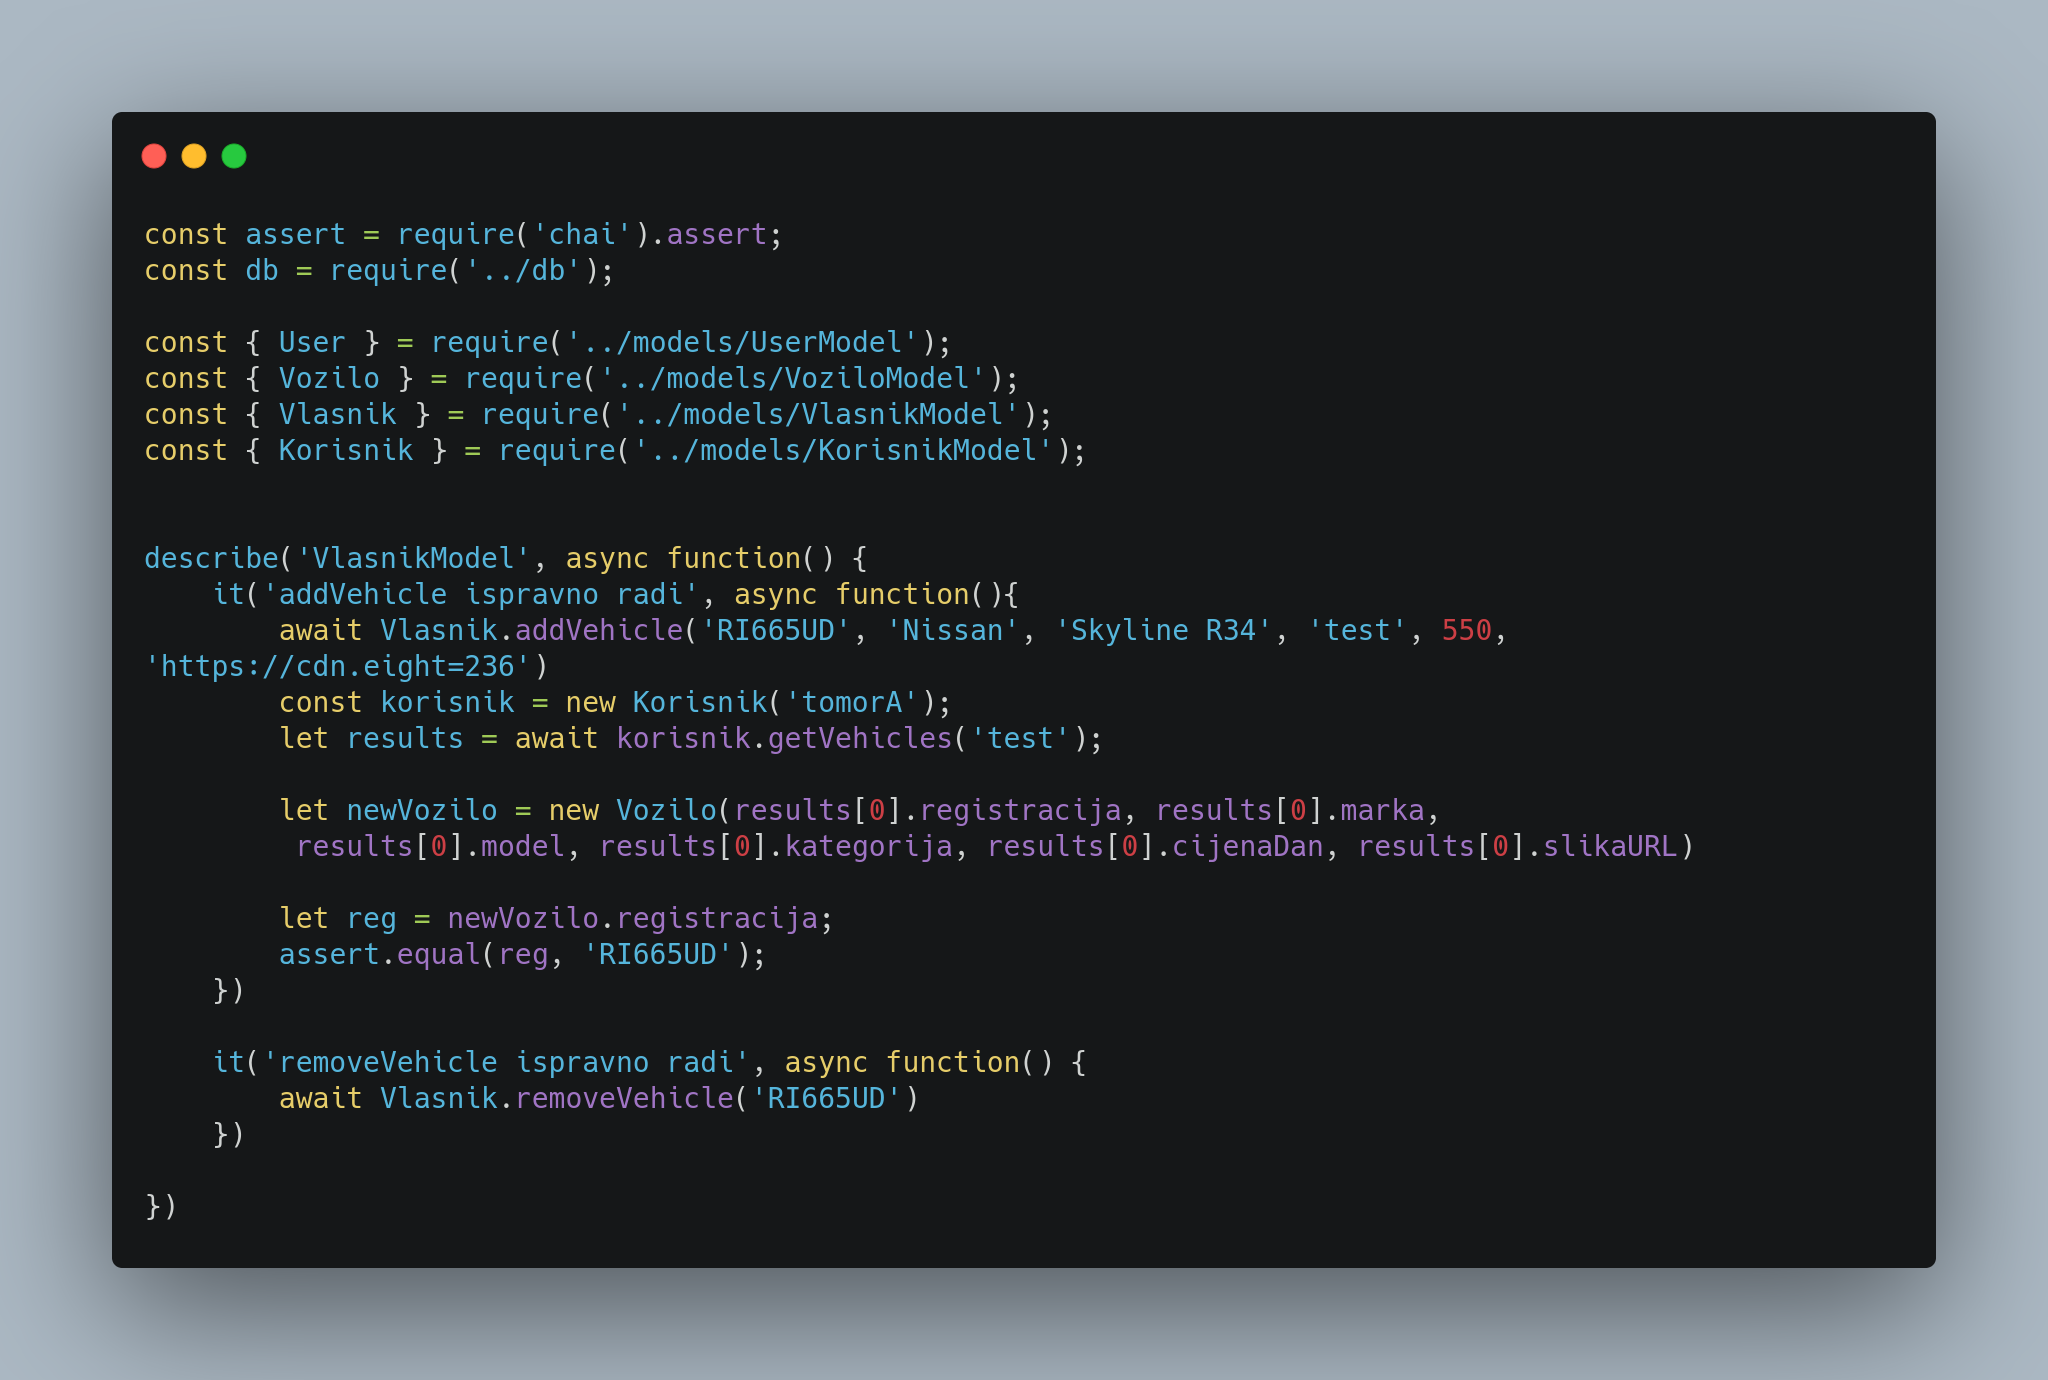 const assert = require('chai').assert;
const db = require('../db');

const { User } = require('../models/UserModel');
const { Vozilo } = require('../models/VoziloModel');
const { Vlasnik } = require('../models/VlasnikModel');
const { Korisnik } = require('../models/KorisnikModel');


describe('VlasnikModel', async function() {
    it('addVehicle ispravno radi', async function(){
        await Vlasnik.addVehicle('RI665UD', 'Nissan', 'Skyline R34', 'test', 550,
'https://cdn.eight=236')
        const korisnik = new Korisnik('tomorA');
        let results = await korisnik.getVehicles('test');

        let newVozilo = new Vozilo(results[0].registracija, results[0].marka,
         results[0].model, results[0].kategorija, results[0].cijenaDan, results[0].slikaURL)

        let reg = newVozilo.registracija;
        assert.equal(reg, 'RI665UD');
    })

    it('removeVehicle ispravno radi', async function() {
        await Vlasnik.removeVehicle('RI665UD')
    })

})